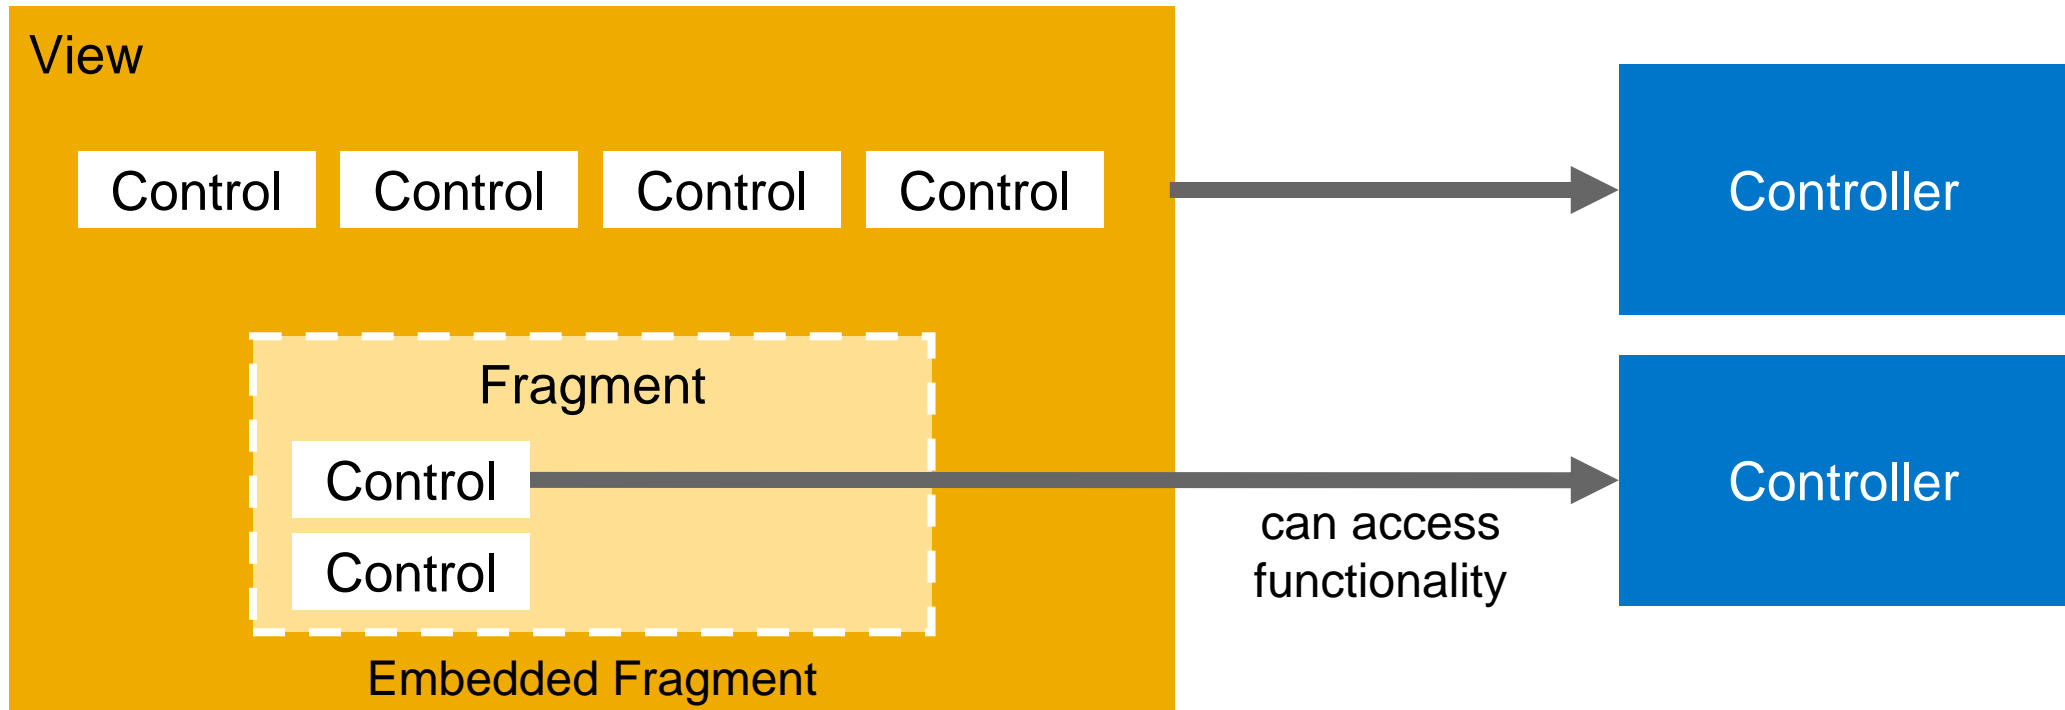 View
Control Control Control Control
Controller
Fragment
Control
Control
Embedded Fragment
can access
functionality
Controller